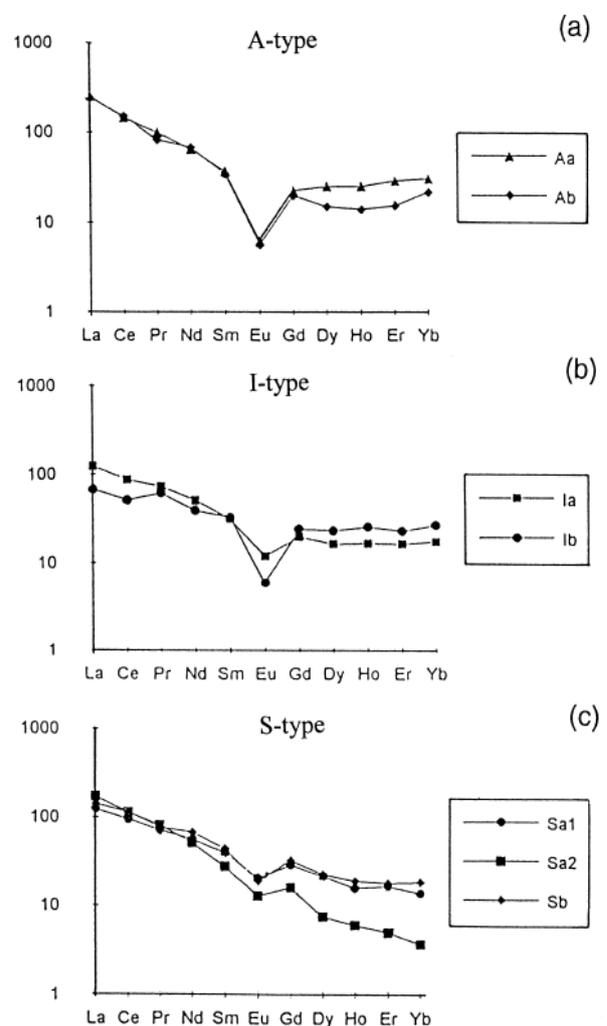 (a)
A-type
1000
100
10
1
La Ce Pr Nd Sm Eu Gd Dy Ho Er Yb
Aa
Ab
(b)
I-type
1000
100
10
1
La Ce Pr Nd Sm Eu Gd Dy Ho Er Yb
Ia
Ib
(c)
S-type
1000
100
10
1
La Ce Pr Nd Sm Eu Gd Dy Ho Er Yb
Sa1
Sa2
Sb